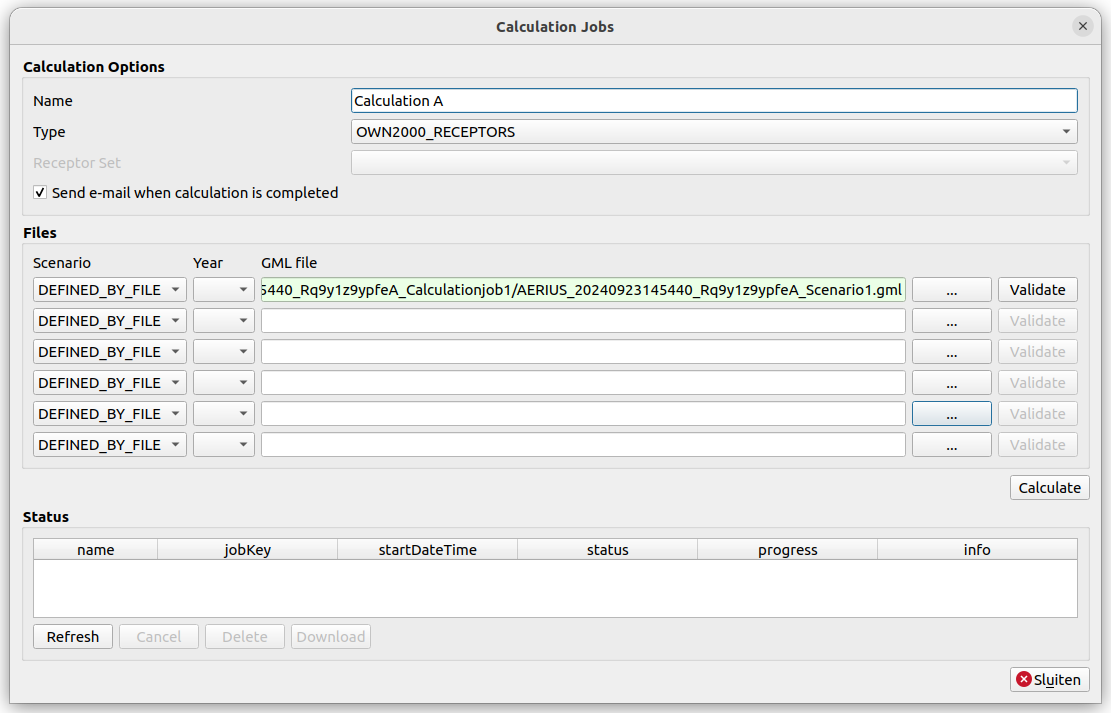 Calculation Jobs
Calculation Options
Name Calculation A
Type OWN2000_RECEPTORS
Receptor Set
Send e-mail when calculation is completed
Files
Scenario Year GML file
DEFINED_BY_FILE 5440_Rq9y1z9ypfeA_Calculationjob1/AERIUS_20240923145440_Rq9y1z9ypfeA_Scenario1.gml ... Validate
DEFINED_BY_FILE ... Validate
DEFINED_BY_FILE ... Validate
DEFINED_BY_FILE ... Validate
DEFINED_BY_FILE ... Validate
DEFINED_BY_FILE ... Validate
Calculate
Status
name jobKey startDateTime status progress info
Refresh Cancel Delete Download
Sluiten